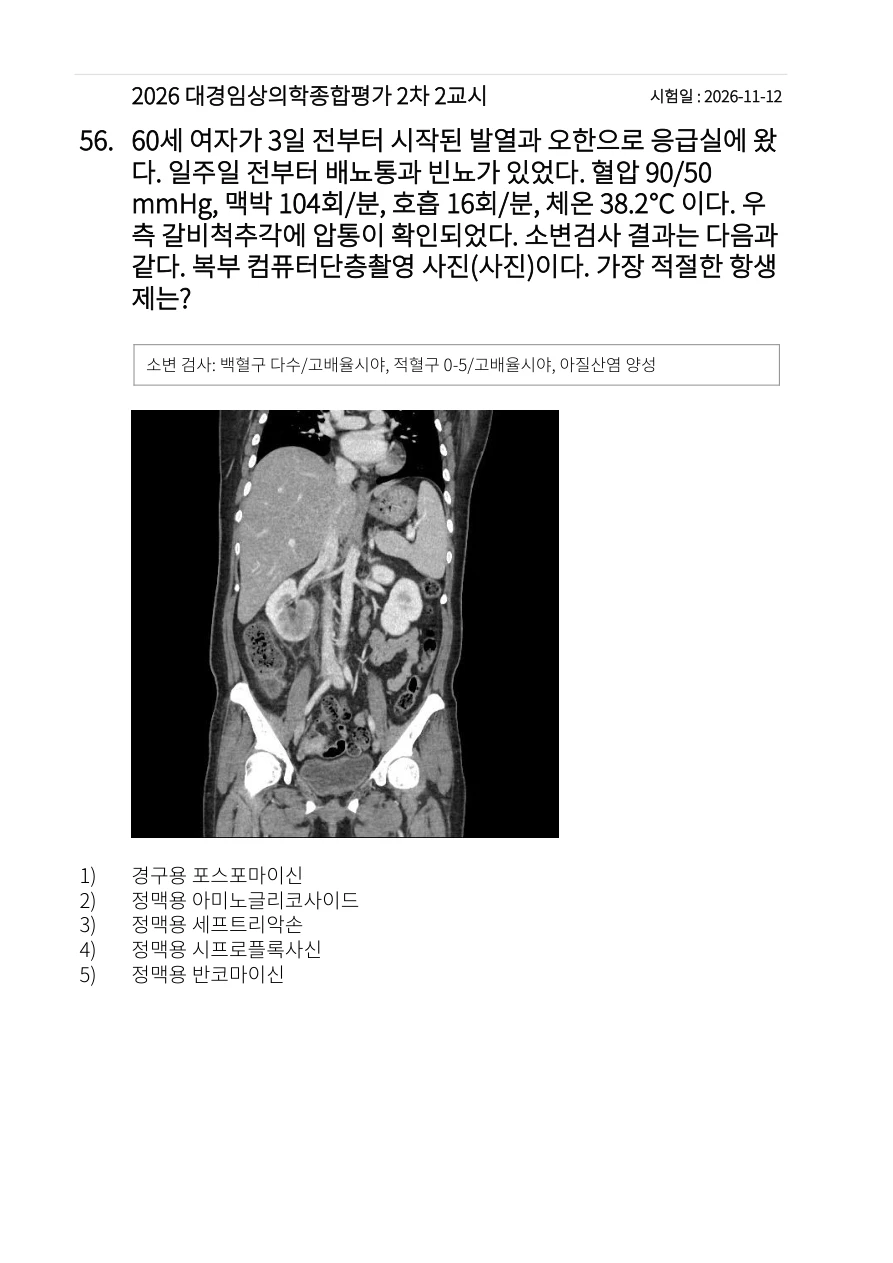 2026 대경임상의학종합평가 2차 2교시
시험일 : 2026-11-12
56. 60세 여자가 3일 전부터 시작된 발열과 오한으로 응급실에 왔
다. 일주일 전부터 배뇨통과 빈뇨가 있었다. 혈압 90/50
mmHg, 맥박 104회/분, 호흡 16회/분, 체온 38.2℃ 이다. 우
측 갈비척추각에 압통이 확인되었다. 소변검사 결과는 다음과
같다. 복부 컴퓨터단층촬영 사진(사진)이다. 가장 적절한 항생
제는?
소변 검사: 백혈구 다수/고배율시야, 적혈구 0-5/고배율시야, 아질산염 양성
1) 경구용 포스포마이신
2) 정맥용 아미노글리코사이드
3) 정맥용 세프트리악손
4) 정맥용 시프로플록사신
5) 정맥용 반코마이신